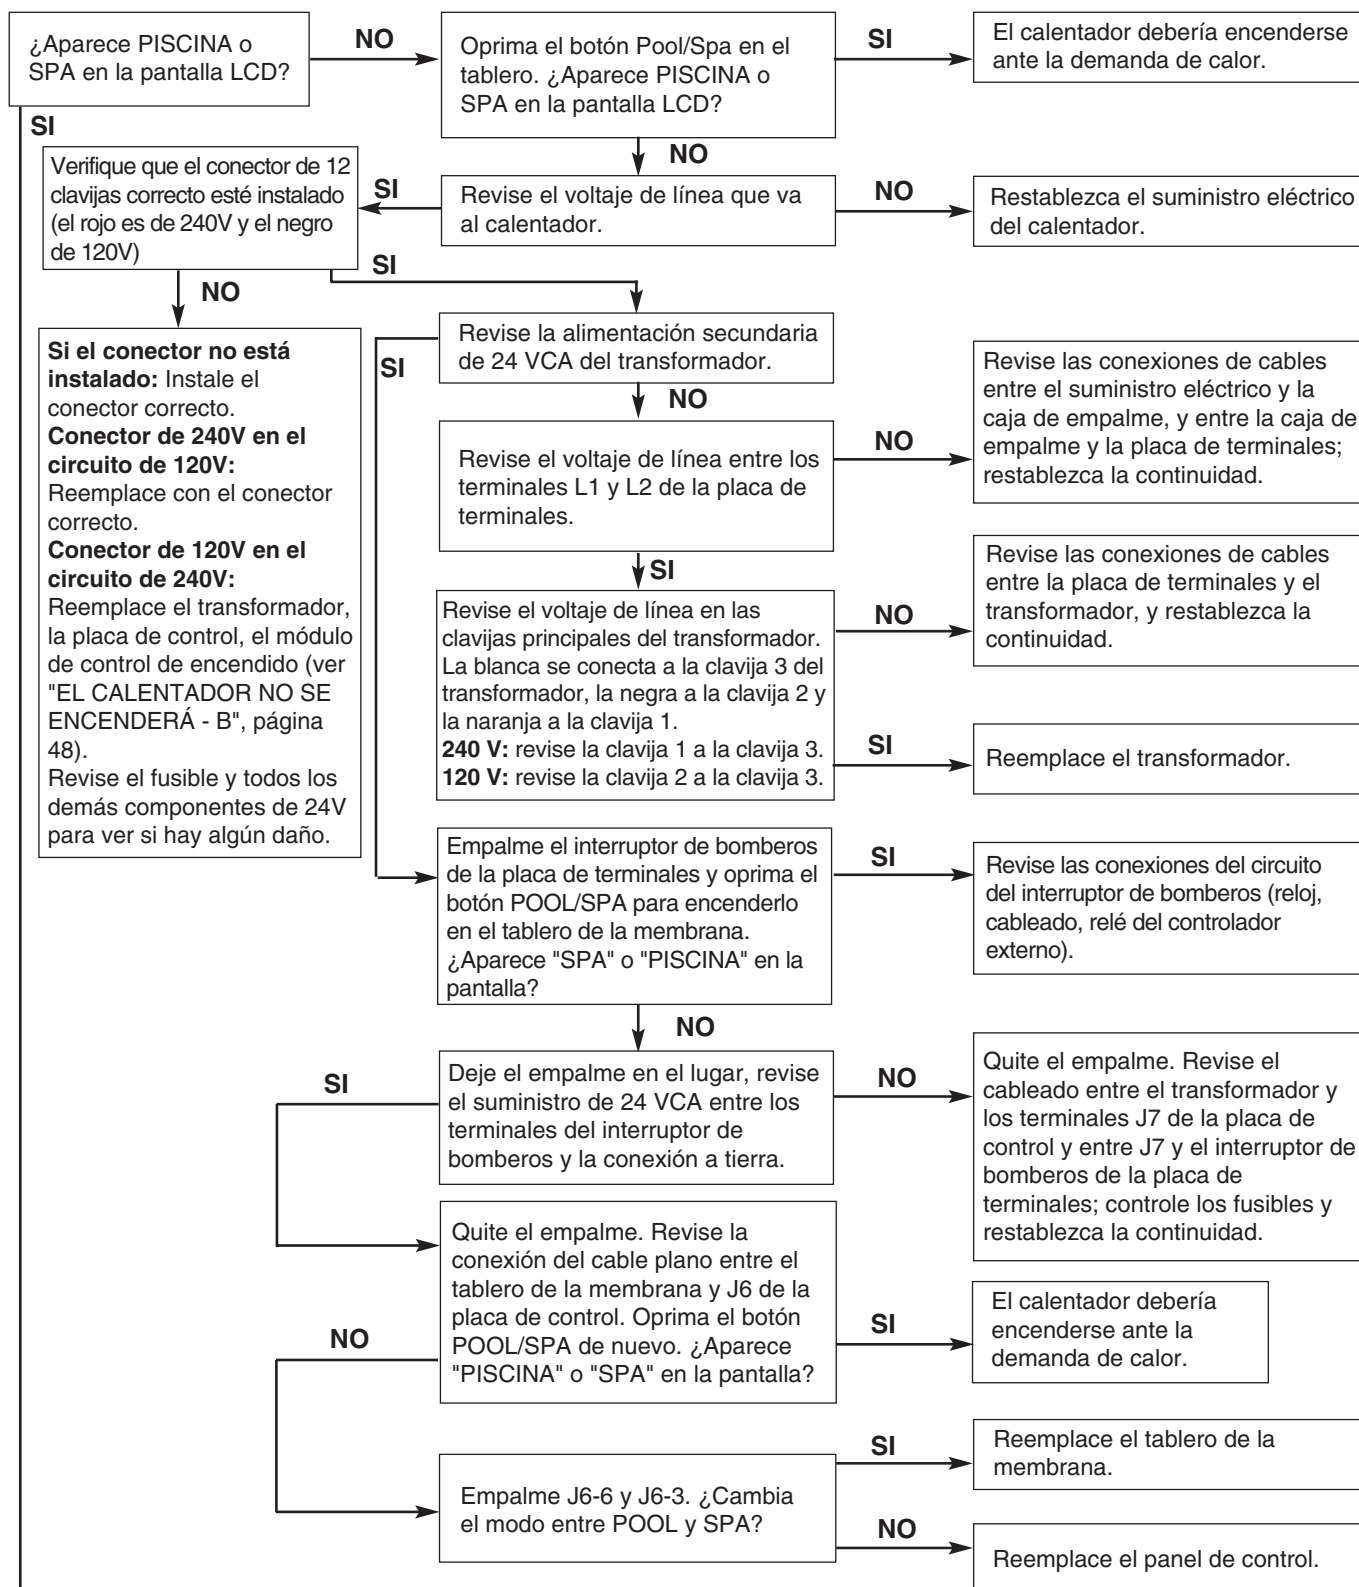 ¿Aparece PISCINA o
SPA en la pantalla LCD?
NO
Oprima el botón Pool/Spa en el
tablero. ¿Aparece PISCINA o
SPA en la pantalla LCD?
SI
El calentador debería encenderse
ante la demanda de calor.
SI
NO
Verifique que el conector de 12
clavijas correcto esté instalado
(el rojo es de 240V y el negro
de 120V)
SI
Revise el voltaje de línea que va
al calentador.
NO
Restablezca el suministro eléctrico
del calentador.
SI
NO
Si el conector no está
instalado: Instale el
conector correcto.
Conector de 240V en el
circuito de 120V:
Reemplace con el conector
correcto.
Conector de 120V en el
circuito de 240V:
Reemplace el transformador,
la placa de control, el módulo
de control de encendido (ver
"EL CALENTADOR NO SE
ENCENDERÁ - B", página
48).
Revise el fusible y todos los
demás componentes de 24V
para ver si hay algún daño.
Revise la alimentación secundaria
de 24 VCA del transformador.
SI
NO
Revise el voltaje de línea entre los
terminales L1 y L2 de la placa de
terminales.
NO
Revise las conexiones de cables
entre el suministro eléctrico y la
caja de empalme, y entre la caja de
empalme y la placa de terminales;
restablezca la continuidad.
SI
Revise el voltaje de línea en las
clavijas principales del transformador.
La blanca se conecta a la clavija 3 del
transformador, la negra a la clavija 2 y
la naranja a la clavija 1.
240 V: revise la clavija 1 a la clavija 3.
120 V: revise la clavija 2 a la clavija 3.
NO
Revise las conexiones de cables
entre la placa de terminales y el
transformador, y restablezca la
continuidad.
SI
Reemplace el transformador.
Empalme el interruptor de bomberos
de la placa de terminales y oprima el
botón POOL/SPA para encenderlo
en el tablero de la membrana.
¿Aparece "SPA" o "PISCINA" en la
pantalla?
SI
Revise las conexiones del circuito
del interruptor de bomberos (reloj,
cableado, relé del controlador
externo).
NO
Deje el empalme en el lugar, revise
el suministro de 24 VCA entre los
terminales del interruptor de
bomberos y la conexión a tierra.
SI
NO
Quite el empalme. Revise el
cableado entre el transformador y
los terminales J7 de la placa de
control y entre J7 y el interruptor de
bomberos de la placa de
terminales; controle los fusibles y
restablezca la continuidad.
Quite el empalme. Revise la
conexión del cable plano entre el
tablero de la membrana y J6 de la
placa de control. Oprima el botón
POOL/SPA de nuevo. ¿Aparece
"PISCINA" o "SPA" en la pantalla?
NO
SI
El calentador debería
encenderse ante la
demanda de calor.
Empalme J6-6 y J6-3. ¿Cambia
el modo entre POOL y SPA?
SI
Reemplace el tablero de la
membrana.
NO
Reemplace el panel de control.